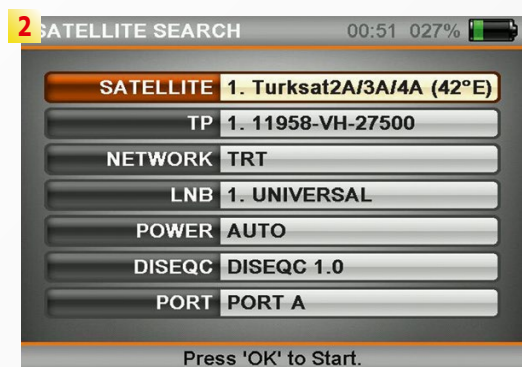 2
SATELLITE SEARCH 00:51 027%
SATELLITE 1. Turksat2A/3A/4A (42ºE)
TP 1. 11958-VH-27500
NETWORK TRT
LNB 1. UNIVERSAL
POWER AUTO
DISEQC DISEQC 1.0
PORT PORT A
Press 'OK' to Start.